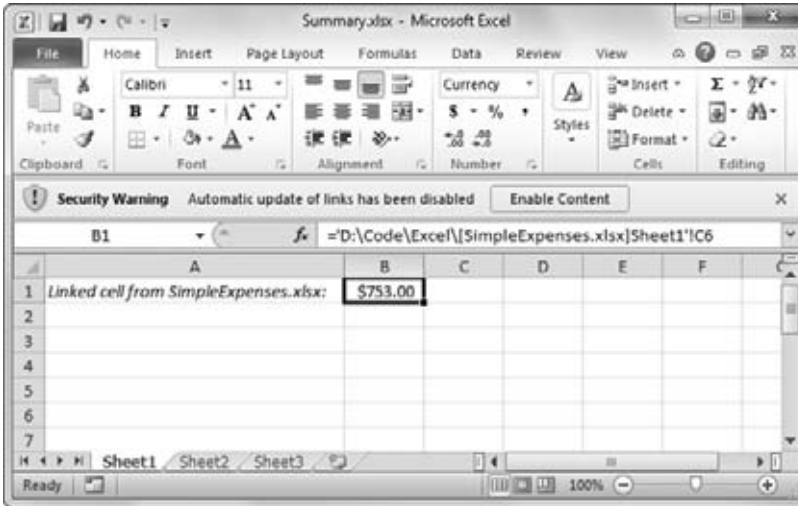 Summary.xlsx - Microsoft Excel
File Home Insert Page Layout Formulas Data Review View
Paste
Calibri 11
B I U A A
A
Currency
$ % ,
Styles
Insert
Delete
Format
Σ
Clipboard Font Alignment Number Cells Editing
Security Warning Automatic update of links has been disabled Enable Content
B1 fx ='D:\Code\Excel\[SimpleExpenses.xlsx]Sheet1'!C6
A B C D E F
1 Linked cell from SimpleExpenses.xlsx: $753.00
2
3
4
5
6
7
Sheet1 Sheet2 Sheet3
Ready 100%